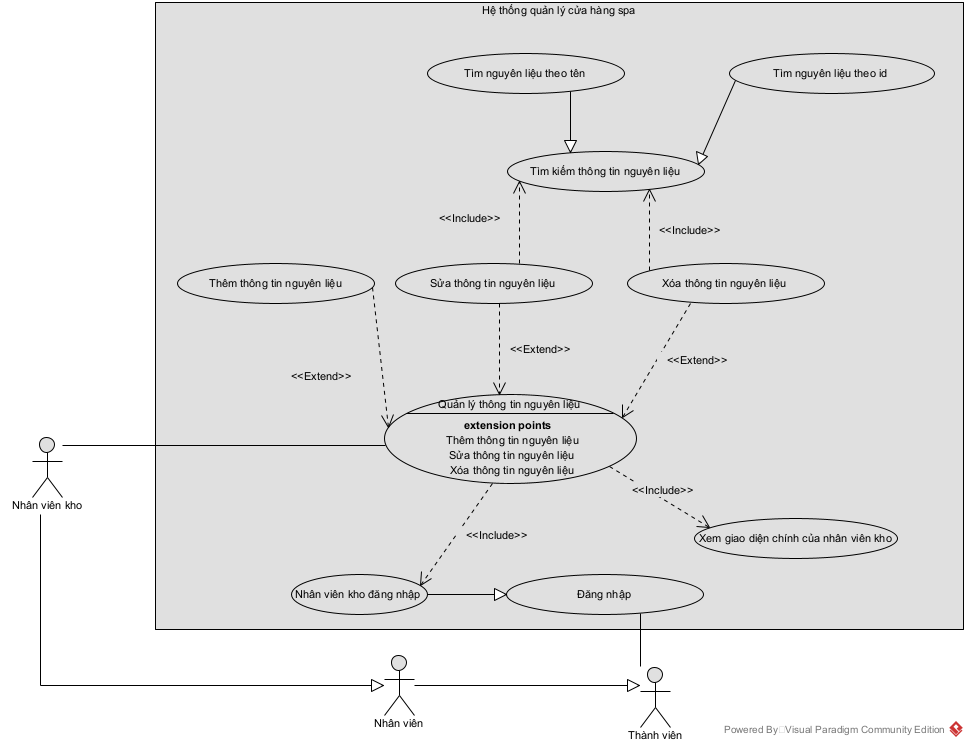 Hệ thống quản lý cửa hàng spa
Tìm nguyên liệu theo tên
Tìm nguyên liệu theo id
Tìm kiếm thông tin nguyên liệu
<<Include>>
<<Include>>
Thêm thông tin nguyên liệu
Sửa thông tin nguyên liệu
Xóa thông tin nguyên liệu
<<Extend>>
<<Extend>>
<<Extend>>
Quản lý thông tin nguyên liệu
extension points
Thêm thông tin nguyên liệu
Sửa thông tin nguyên liệu
Xóa thông tin nguyên liệu
Nhân viên kho
<<Include>>
<<Include>>
Xem giao diện chính của nhân viên kho
Nhân viên kho đăng nhập
Đăng nhập
Nhân viên
Thành viên
Powered By Visual Paradigm Community Edition